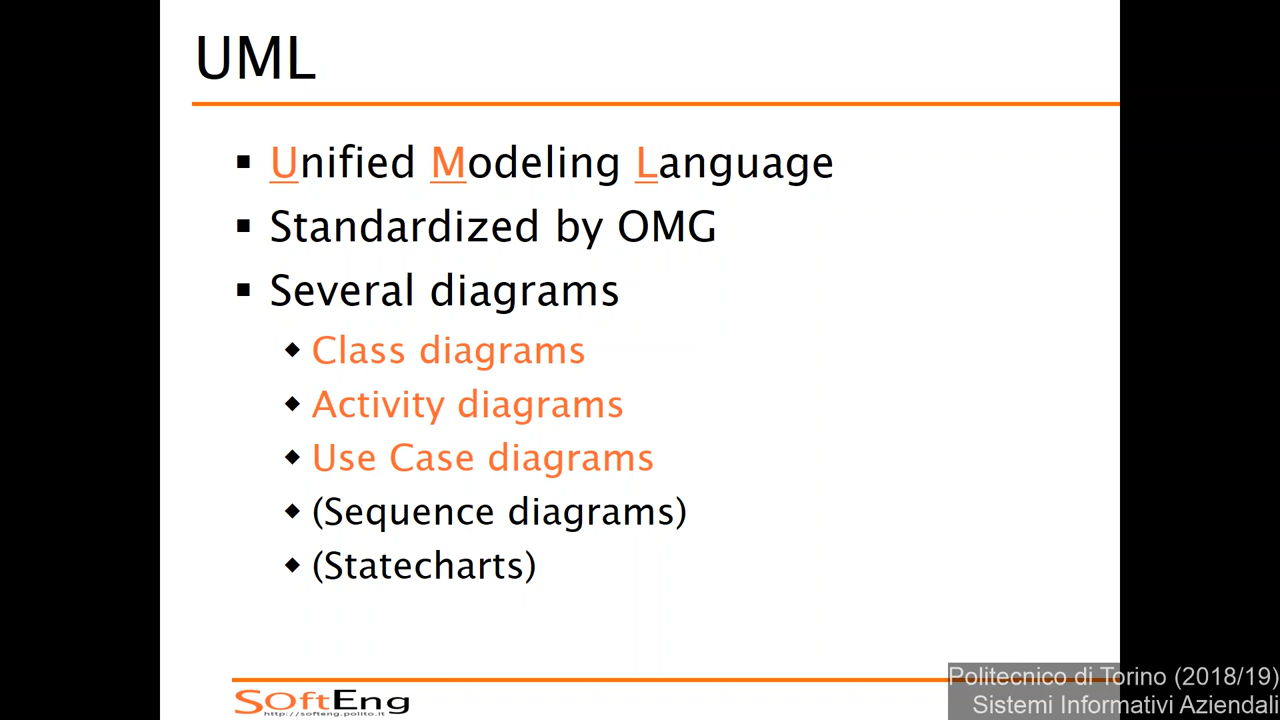 UML
▪ Unified Modeling Language
▪ Standardized by OMG
▪ Several diagrams
◆ Class diagrams
◆ Activity diagrams
◆ Use Case diagrams
◆ (Sequence diagrams)
◆ (Statecharts)
SoftEng
http://softeng.polito.it
Politecnico di Torino (2018/19)
Sistemi Informativi Aziendali